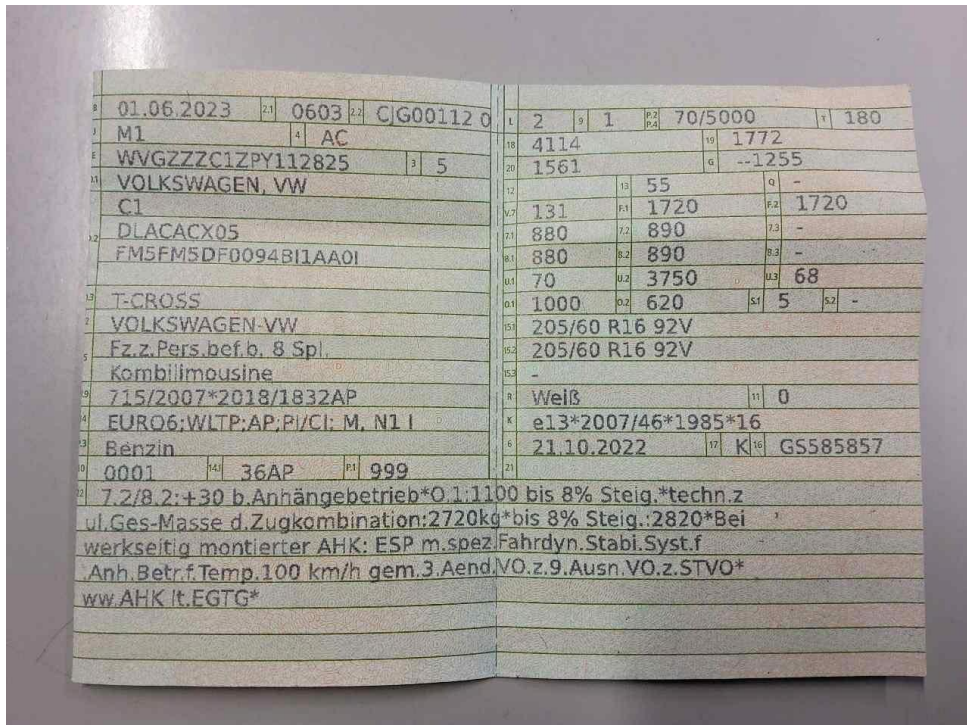 B 01.06.2023 2.1 0603 2.2 CJG00112 0
J M1 4 AC
E WVGZZZC1ZPY112825 3 5
D.1 VOLKSWAGEN, VW
C1
D.2 DLACACX05
FM5FM5DF0094BI1AA0I
D.3 T-CROSS
2 VOLKSWAGEN-VW
5 Fz.z.Pers.bef.b. 8 Spl.
Kombilimousine
V.9 715/2007*2018/1832AP
14 EURO6;WLTP;AP;PI/CI; M, N1 I
P.3 Benzin
10 0001 14.1 36AP P.1 999
L 2 9 1 P.2 P.4 70/5000 T 180
18 4114 19 1772
20 1561 G --1255
12 13 55 Q -
V.7 131 F.1 1720 F.2 1720
7.1 880 7.2 890 7.3 -
8.1 880 8.2 890 8.3 -
U.1 70 U.2 3750 U.3 68
O.1 1000 O.2 620 S.1 5 S.2 -
15.1 205/60 R16 92V
15.2 205/60 R16 92V
15.3 -
R Weiß 11 0
K e13*2007/46*1985*16
6 21.10.2022 17 K 16 GS585857
21
22 7.2/8.2:+30 b.Anhängebetrieb*O.1:1100 bis 8% Steig.*techn.z
ul.Ges-Masse d.Zugkombination:2720kg*bis 8% Steig.:2820*Bei
werkseitig montierter AHK: ESP m.spez.Fahrdyn.Stabi.Syst.f
.Anh.Betr.f.Temp.100 km/h gem.3.Aend.VO.z.9.Ausn.VO.z.STVO*
ww.AHK lt.EGTG*